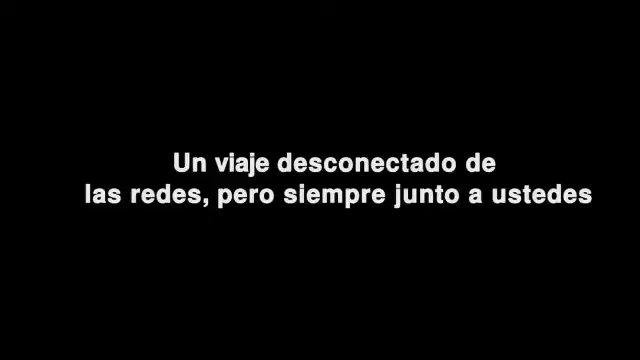 Un viaje desconectado de
las redes, pero siempre junto a ustedes